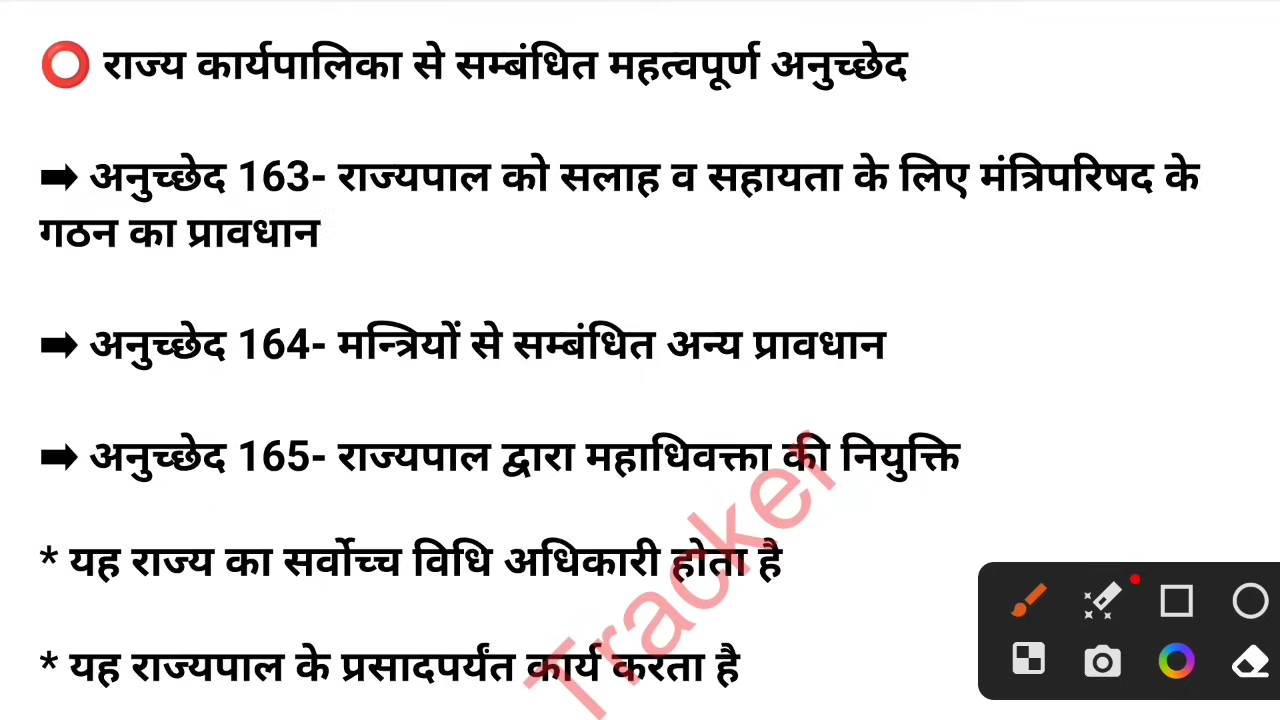 ⭕ राज्य कार्यपालिका से सम्बंधित महत्वपूर्ण अनुच्छेद
➡ अनुच्छेद 163- राज्यपाल को सलाह व सहायता के लिए मंत्रिपरिषद के
गठन का प्रावधान
➡ अनुच्छेद 164- मन्त्रियों से सम्बंधित अन्य प्रावधान
➡ अनुच्छेद 165- राज्यपाल द्वारा महाधिवक्ता की नियुक्ति
* यह राज्य का सर्वोच्च विधि अधिकारी होता है
* यह राज्यपाल के प्रसादपर्यंत कार्य करता है
Tracker